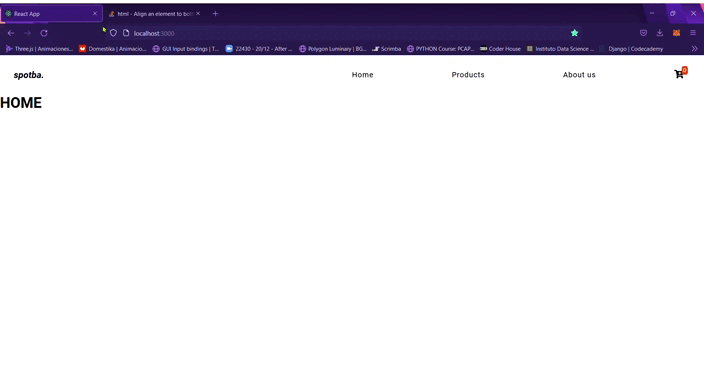 React App
html - Align an element to bott
localhost:3000
Three.js | Animaciones...
Domestika | Animacio...
GUI Input bindings | T...
22430 - 20/12 - After ...
Polygon Luminary | BG...
Scrimba
PYTHON Course: PCAP...
Coder House
Instituto Data Science ...
Django | Codecademy
spotba.
Home
Products
About us
HOME